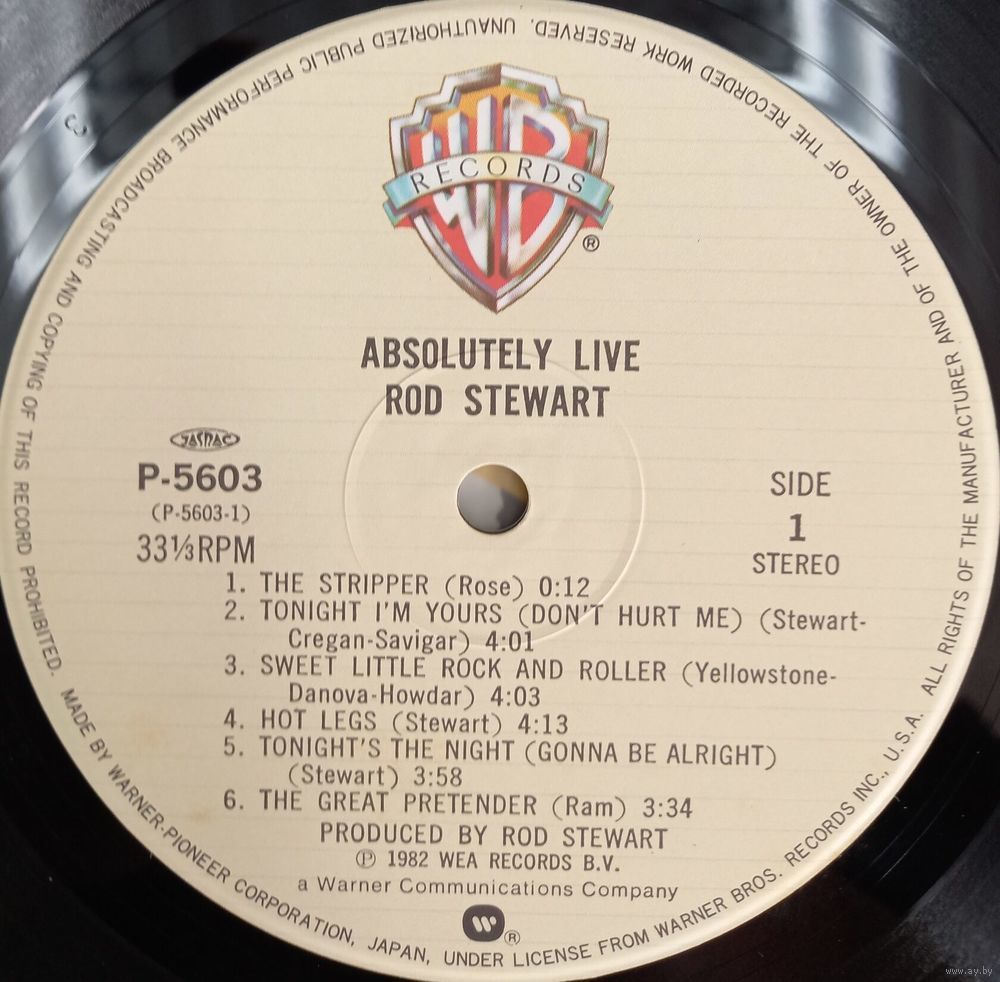 UNAUTHORIZED PUBLIC PERFORMANCE BROADCASTING AND COPYING OF THIS RECORD PROHIBITED. MADE BY WARNER-PIONEER CORPORATION, JAPAN, UNDER LICENSE FROM WARNER BROS. RECORDS INC., U.S.A. ALL RIGHTS OF THE MANUFACTURER AND OF THE OWNER OF THE RECORDED WORK RESERVED.
WB
RECORDS
®
ABSOLUTELY LIVE
ROD STEWART
JASRAC
P-5603
(P-5603-1)
33⅓RPM
SIDE
1
STEREO
1. THE STRIPPER (Rose) 0:12
2. TONIGHT I'M YOURS (DON'T HURT ME) (Stewart-
Cregan-Savigar) 4:01
3. SWEET LITTLE ROCK AND ROLLER (Yellowstone-
Danova-Howdar) 4:03
4. HOT LEGS (Stewart) 4:13
5. TONIGHT'S THE NIGHT (GONNA BE ALRIGHT)
(Stewart) 3:58
6. THE GREAT PRETENDER (Ram) 3:34
PRODUCED BY ROD STEWART
℗ 1982 WEA RECORDS B.V.
a Warner Communications Company
®
www.ay.by